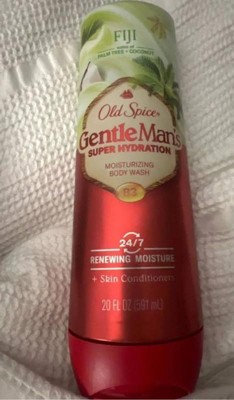 FIJI
PALM TREE + COCONUT
Old Spice
GentleMan's
SUPER HYDRATION
MOISTURIZING
BODY WASH
B3
24/7
RENEWING MOISTURE
+ Skin Conditioners
20 FL OZ (591 mL)